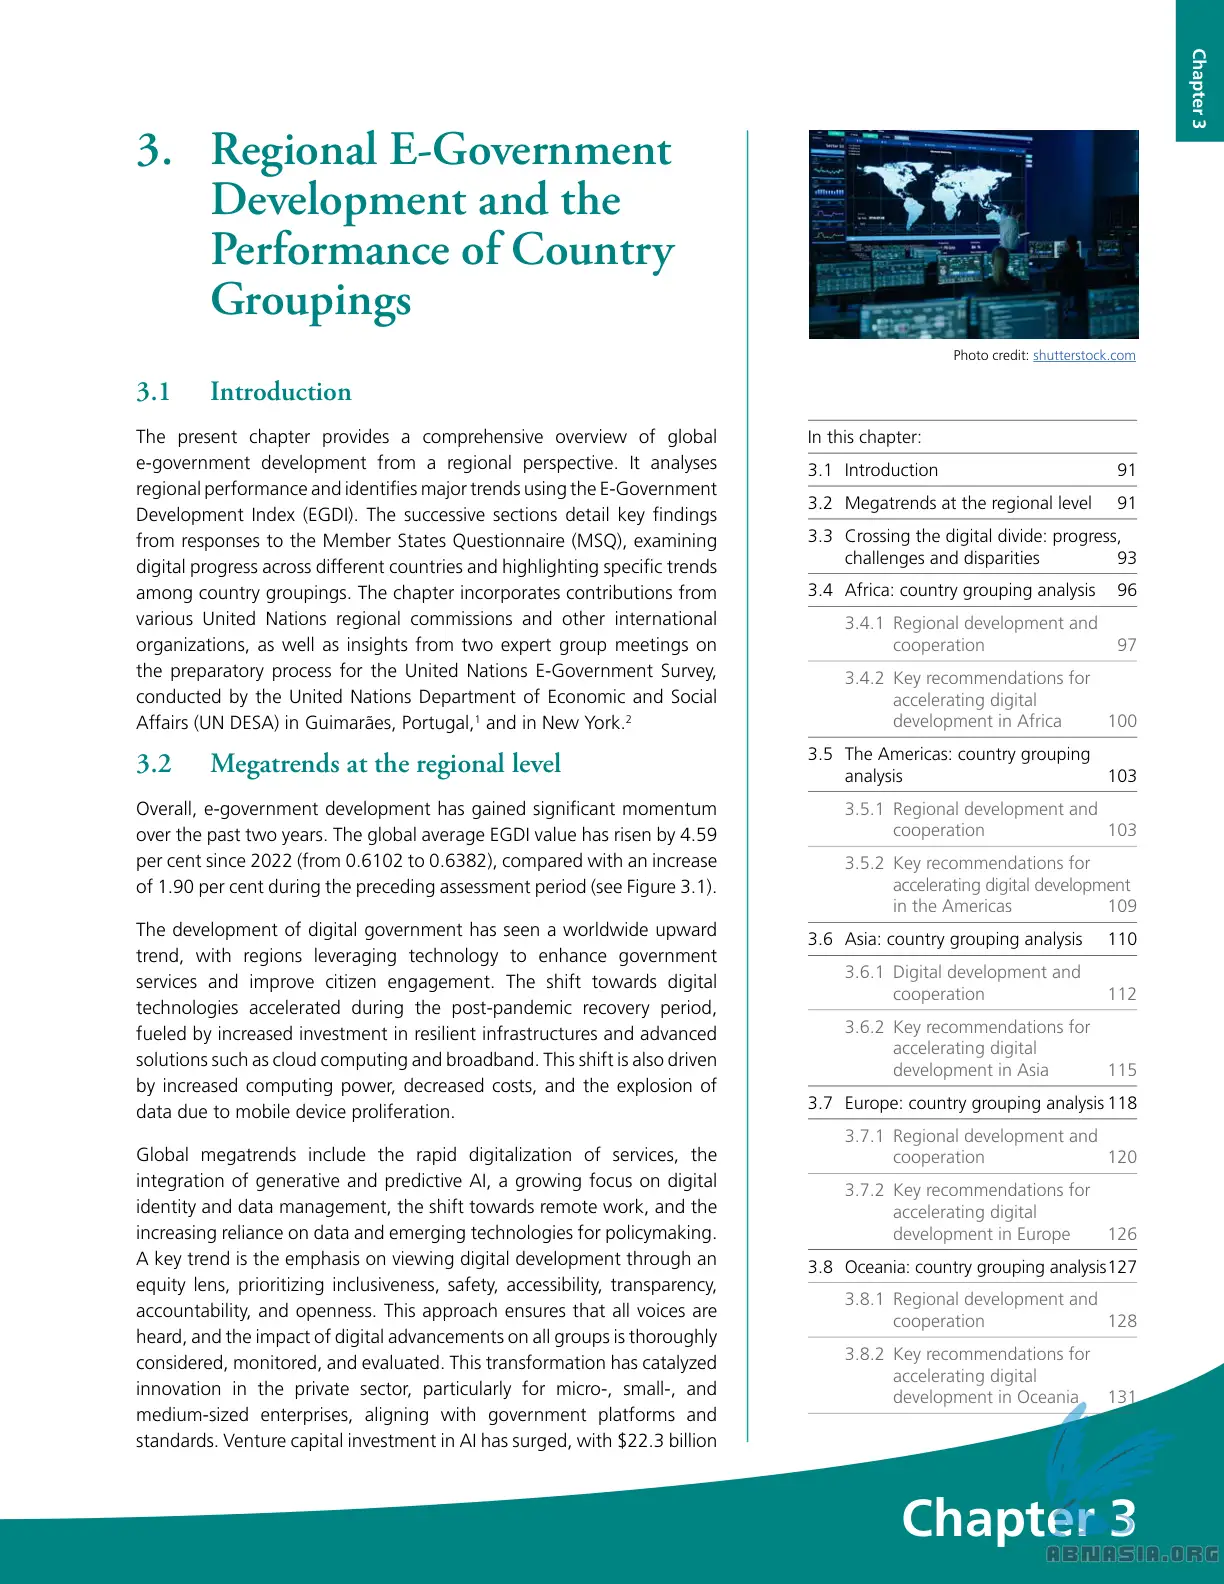 Chapter 3
3. Regional E-Government
Development and the
Performance of Country
Groupings
3.1 Introduction
The present chapter provides a comprehensive overview of global
e-government development from a regional perspective. It analyses
regional performance and identifies major trends using the E-Government
Development Index (EGDI). The successive sections detail key findings
from responses to the Member States Questionnaire (MSQ), examining
digital progress across different countries and highlighting specific trends
among country groupings. The chapter incorporates contributions from
various United Nations regional commissions and other international
organizations, as well as insights from two expert group meetings on
the preparatory process for the United Nations E-Government Survey,
conducted by the United Nations Department of Economic and Social
Affairs (UN DESA) in Guimarães, Portugal,¹ and in New York.²
3.2 Megatrends at the regional level
Overall, e-government development has gained significant momentum
over the past two years. The global average EGDI value has risen by 4.59
per cent since 2022 (from 0.6102 to 0.6382), compared with an increase
of 1.90 per cent during the preceding assessment period (see Figure 3.1).
The development of digital government has seen a worldwide upward
trend, with regions leveraging technology to enhance government
services and improve citizen engagement. The shift towards digital
technologies accelerated during the post-pandemic recovery period,
fueled by increased investment in resilient infrastructures and advanced
solutions such as cloud computing and broadband. This shift is also driven
by increased computing power, decreased costs, and the explosion of
data due to mobile device proliferation.
Global megatrends include the rapid digitalization of services, the
integration of generative and predictive AI, a growing focus on digital
identity and data management, the shift towards remote work, and the
increasing reliance on data and emerging technologies for policymaking.
A key trend is the emphasis on viewing digital development through an
equity lens, prioritizing inclusiveness, safety, accessibility, transparency,
accountability, and openness. This approach ensures that all voices are
heard, and the impact of digital advancements on all groups is thoroughly
considered, monitored, and evaluated. This transformation has catalyzed
innovation in the private sector, particularly for micro-, small-, and
medium-sized enterprises, aligning with government platforms and
standards. Venture capital investment in AI has surged, with $22.3 billion
Photo credit: shutterstock.com
In this chapter:
3.1 Introduction 91
3.2 Megatrends at the regional level 91
3.3 Crossing the digital divide: progress,
challenges and disparities 93
3.4 Africa: country grouping analysis 96
3.4.1 Regional development and
cooperation 97
3.4.2 Key recommendations for
accelerating digital
development in Africa 100
3.5 The Americas: country grouping
analysis 103
3.5.1 Regional development and
cooperation 103
3.5.2 Key recommendations for
accelerating digital development
in the Americas 109
3.6 Asia: country grouping analysis 110
3.6.1 Digital development and
cooperation 112
3.6.2 Key recommendations for
accelerating digital
development in Asia 115
3.7 Europe: country grouping analysis 118
3.7.1 Regional development and
cooperation 120
3.7.2 Key recommendations for
accelerating digital
development in Europe 126
3.8 Oceania: country grouping analysis 127
3.8.1 Regional development and
cooperation 128
3.8.2 Key recommendations for
accelerating digital
development in Oceania 131
Chapter 3
ABNASIA.ORG